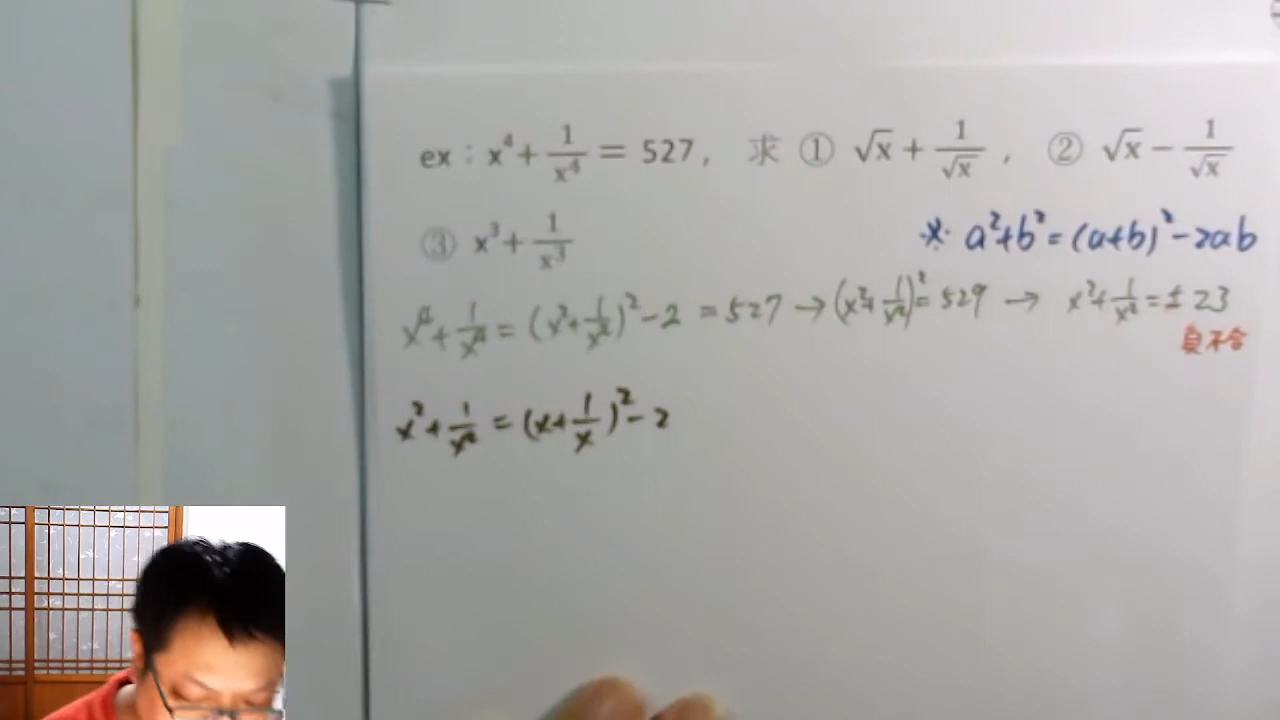 ex：x⁴ + 1/x⁴ = 527， 求 ① √x + 1/√x ， ② √x − 1/√x
③ x³ + 1/x³
* a²+b² = (a+b)² − 2ab
x⁴ + 1/x⁴ = (x² + 1/x²)² − 2 = 527 → (x² + 1/x²)² = 529 → x² + 1/x² = ± 23
負不合
x² + 1/x² = (x + 1/x)² − 2